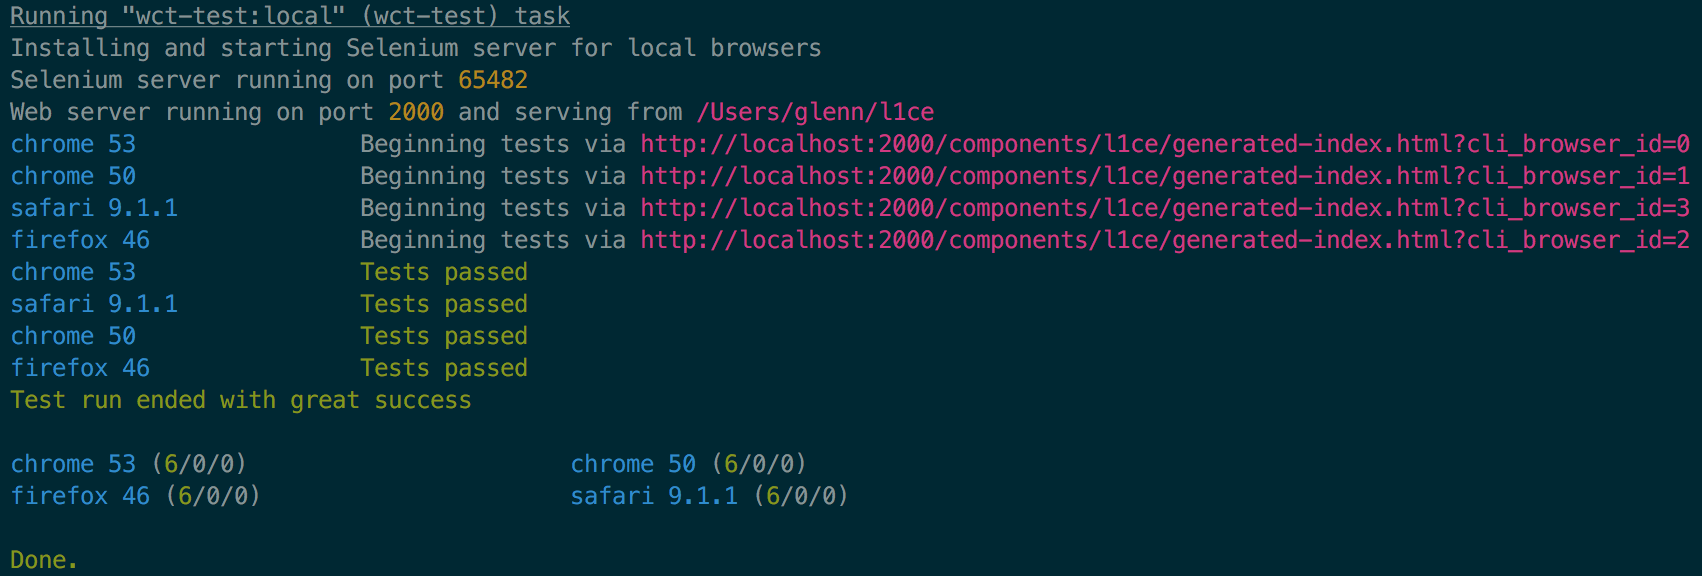 Running "wct-test:local" (wct-test) task
Installing and starting Selenium server for local browsers
Selenium server running on port 65482
Web server running on port 2000 and serving from /Users/glenn/l1ce
chrome 53 Beginning tests via http://localhost:2000/components/l1ce/generated-index.html?cli_browser_id=0
chrome 50 Beginning tests via http://localhost:2000/components/l1ce/generated-index.html?cli_browser_id=1
safari 9.1.1 Beginning tests via http://localhost:2000/components/l1ce/generated-index.html?cli_browser_id=3
firefox 46 Beginning tests via http://localhost:2000/components/l1ce/generated-index.html?cli_browser_id=2
chrome 53 Tests passed
safari 9.1.1 Tests passed
chrome 50 Tests passed
firefox 46 Tests passed
Test run ended with great success
chrome 53 (6/0/0) chrome 50 (6/0/0)
firefox 46 (6/0/0) safari 9.1.1 (6/0/0)
Done.